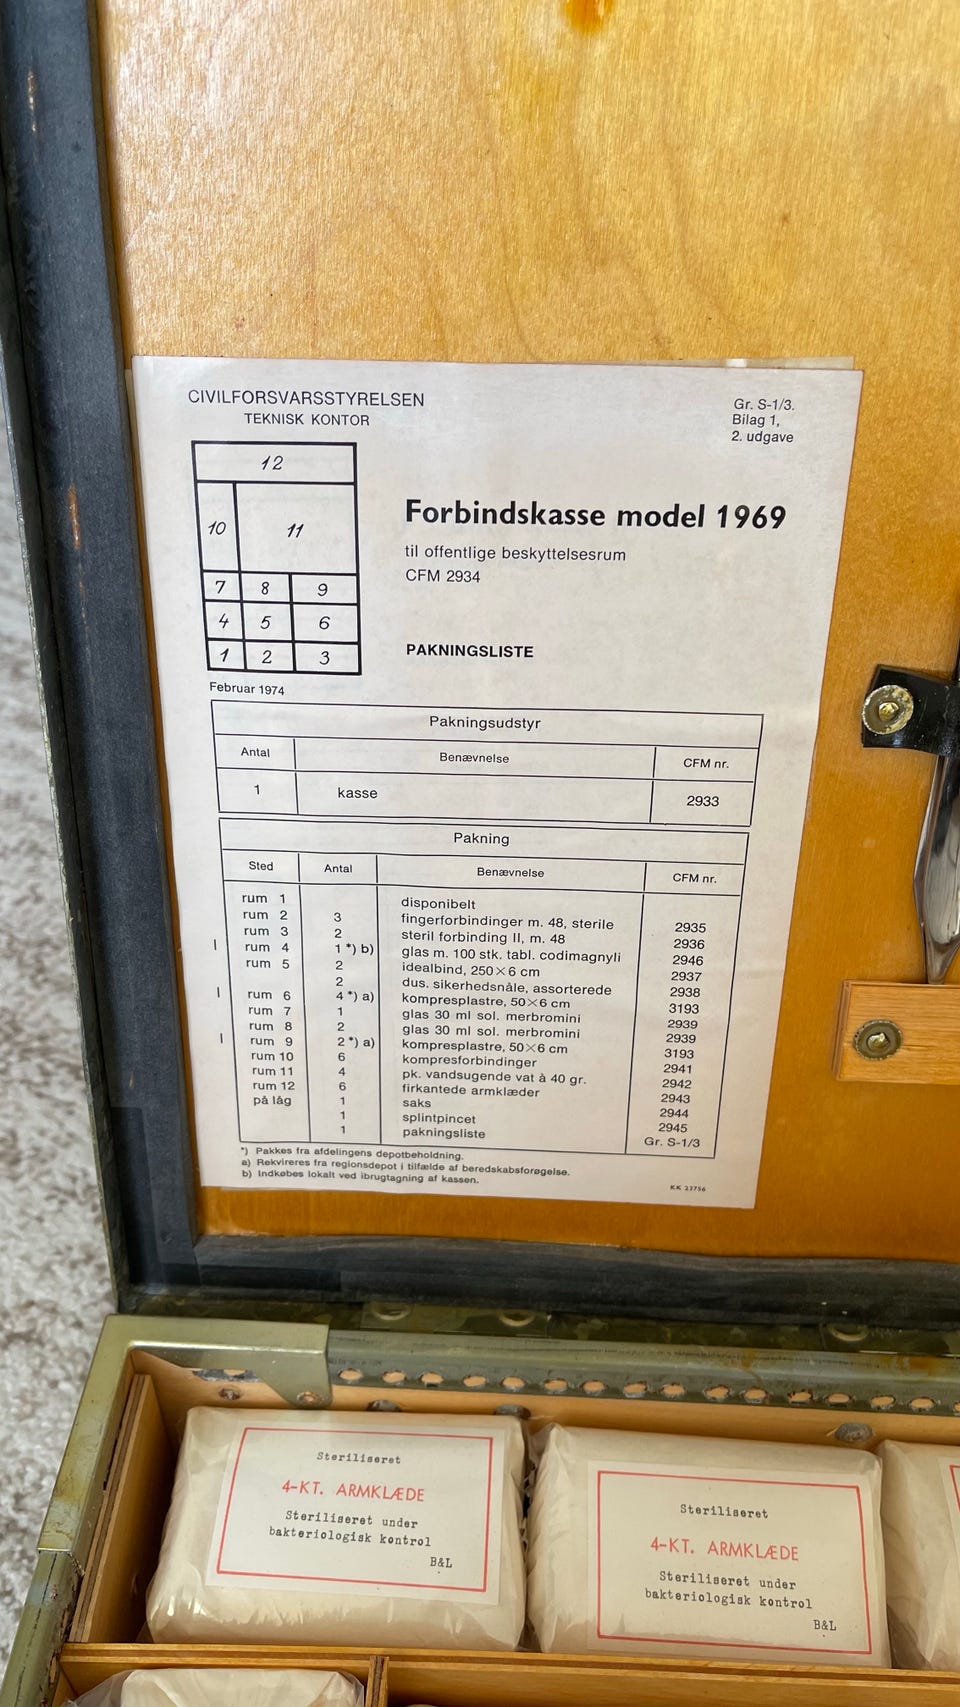 CIVILFORSVARSSTYRELSEN
TEKNISK KONTOR
Gr. S-1/3.
Bilag 1,
2. udgave
12
10 11
7 8 9
4 5 6
1 2 3
Forbindskasse model 1969
til offentlige beskyttelsesrum
CFM 2934
PAKNINGSLISTE
Februar 1974
Pakningsudstyr
Antal Benævnelse CFM nr.
1 kasse 2933
Pakning
Sted Antal Benævnelse CFM nr.
rum 1 disponibelt
rum 2 3 fingerforbindinger m. 48, sterile 2935
rum 3 2 steril forbinding II, m. 48 2936
rum 4 1 *) b) glas m. 100 stk. tabl. codimagnyli 2946
rum 5 2 idealbind, 250×6 cm 2937
2 dus. sikerhedsnåle, assorterede 2938
rum 6 4 *) a) kompresplastre, 50×6 cm 3193
rum 7 1 glas 30 ml sol. merbromini 2939
rum 8 2 glas 30 ml sol. merbromini 2939
rum 9 2 *) a) kompresplastre, 50×6 cm 3193
rum 10 6 kompresforbindinger 2941
rum 11 4 pk. vandsugende vat à 40 gr. 2942
rum 12 6 firkantede armklæder 2943
på låg 1 saks 2944
1 splintpincet 2945
1 pakningsliste Gr. S-1/3
*) Pakkes fra afdelingens depotbeholdning.
a) Rekvireres fra regionsdepot i tilfælde af beredskabsforøgelse.
b) Indkøbes lokalt ved ibrugtagning af kassen.
KK 23756
Steriliseret
4-KT. ARMKLÆDE
Steriliseret under
bakteriologisk kontrol
B&L
Steriliseret
4-KT. ARMKLÆDE
Steriliseret under
bakteriologisk kontrol
B&L